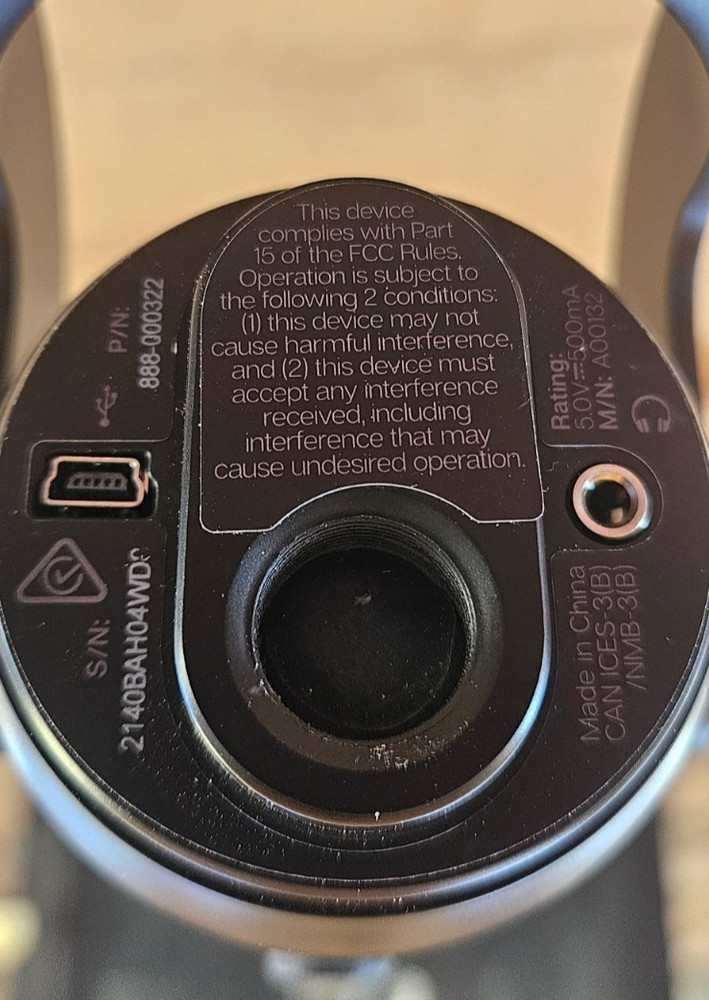 This device
complies with Part
15 of the FCC Rules.
Operation is subject to
the following 2 conditions:
(1) this device may not
cause harmful interference,
and (2) this device must
accept any interference
received, including
interference that may
cause undesired operation.
P/N:
888-000322
S/N:
Rating:
5.0V⎓500mA
M/N: A00132
Made in China
CAN ICES-3(B)
/NMB-3(B)